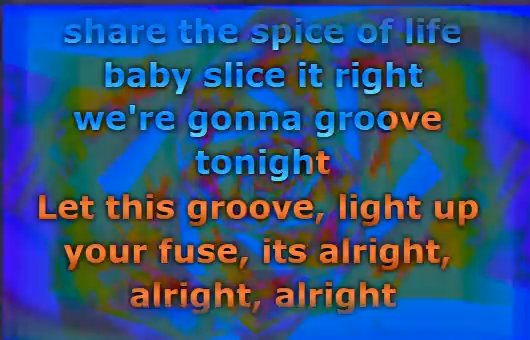 share the spice of life
baby slice it right
we're gonna groove
tonight
Let this groove, light up
your fuse, its alright,
alright, alright